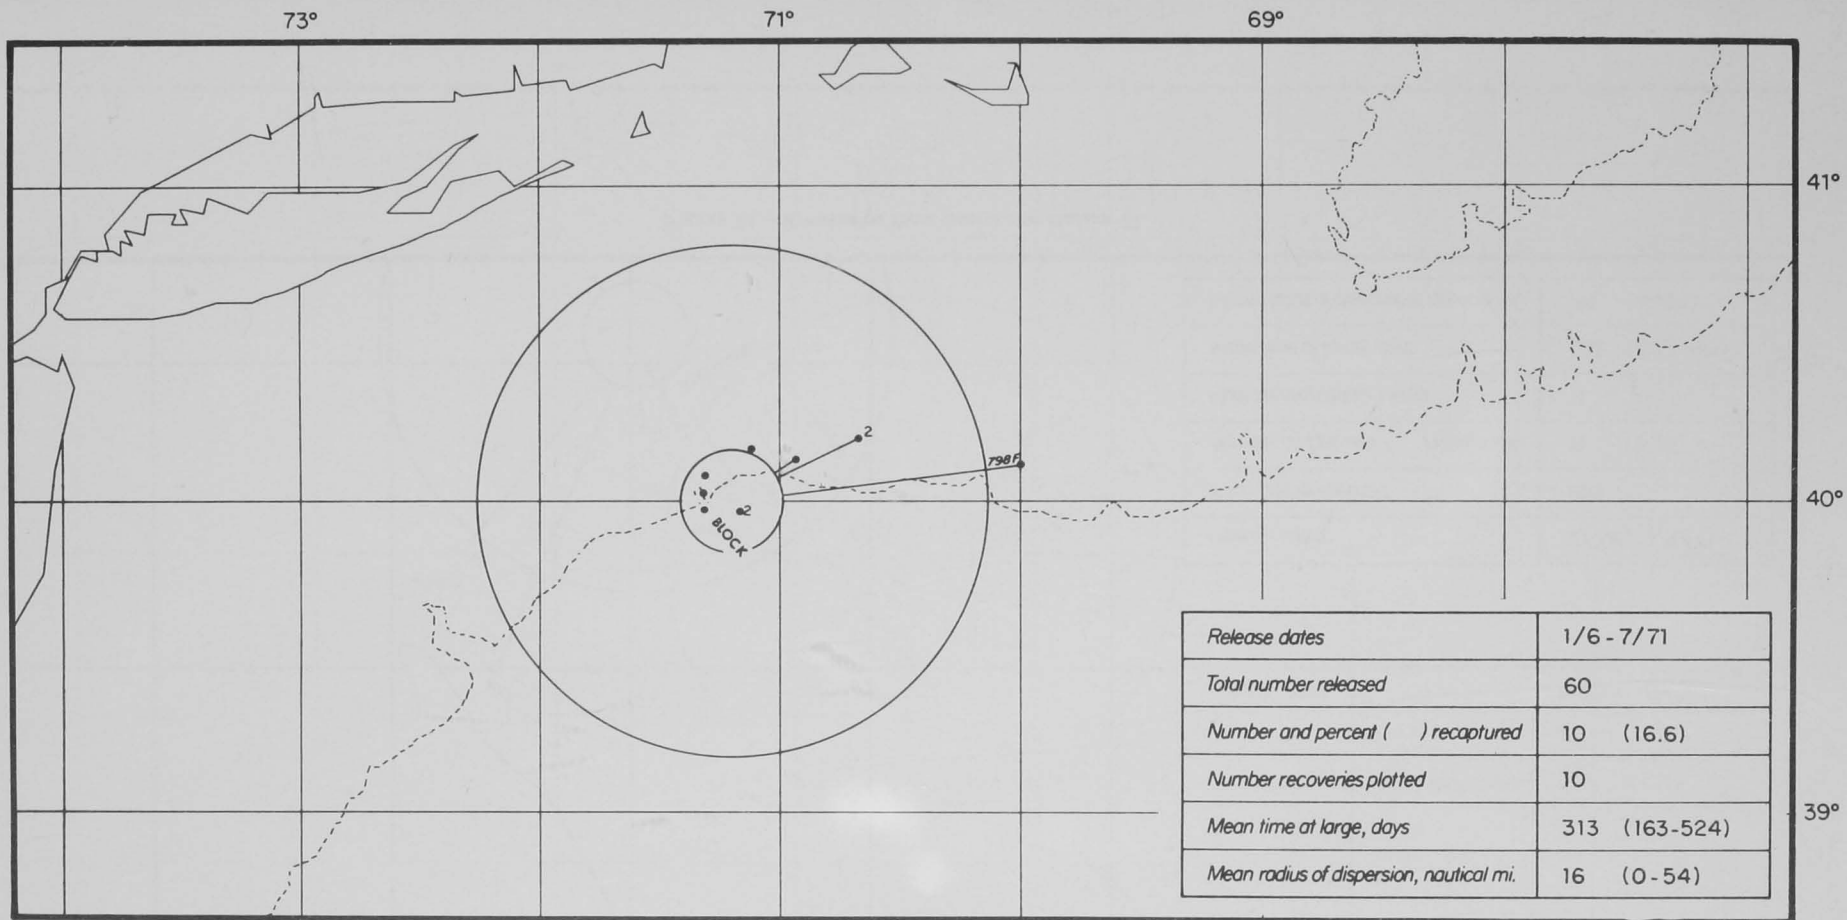 73° 71° 69°
41°
2
798F
40°
2
BLOCK
Release dates 1/6 - 7/71
Total number released 60
Number and percent ( ) recaptured 10 (16.6)
Number recoveries plotted 10
Mean time at large, days 313 (163-524)
39°
Mean radius of dispersion, nautical mi. 16 (0-54)